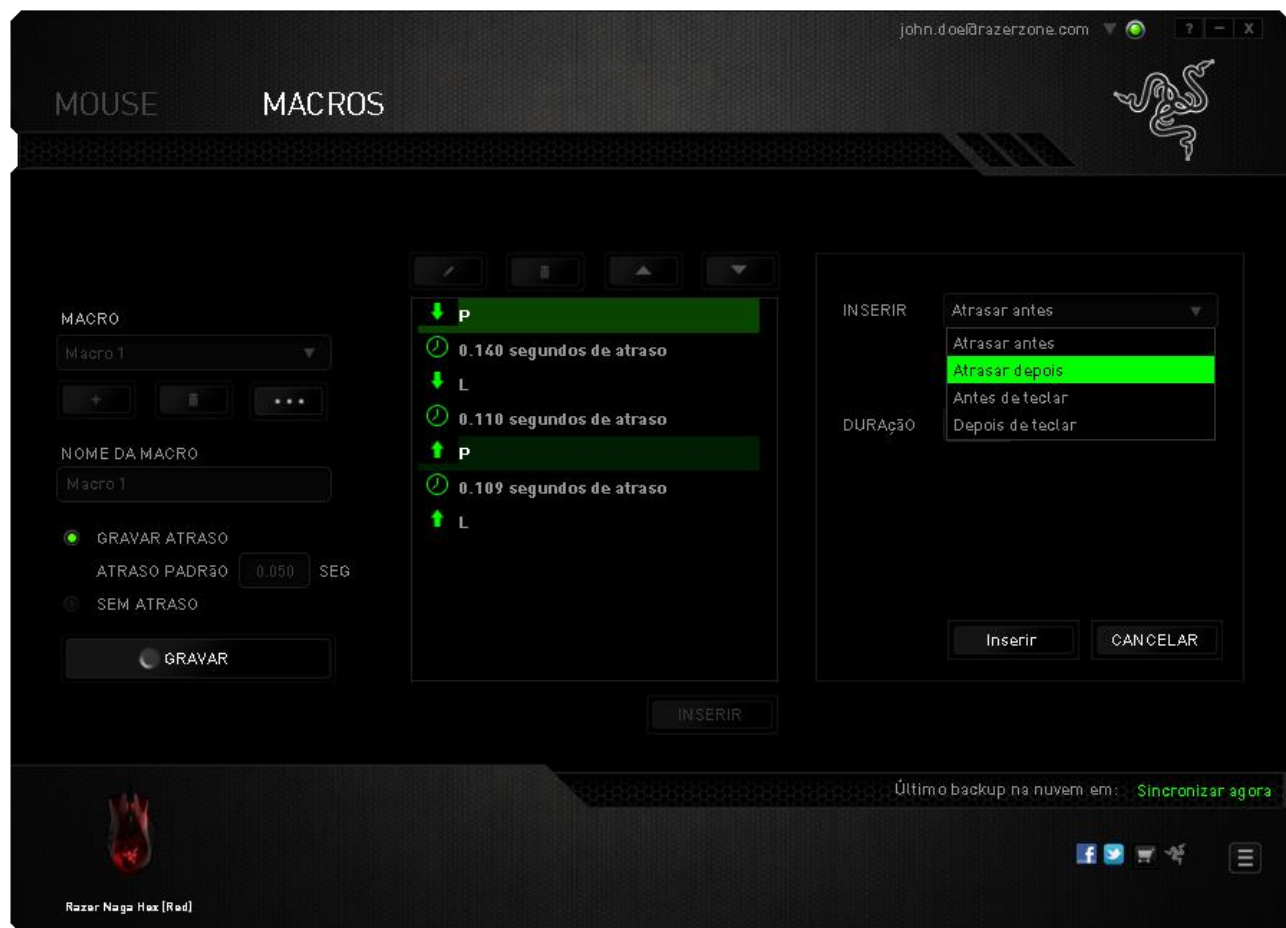 john.doe@razerzone.com
? – X
MOUSE
MACROS
MACRO
Macro 1
+
...
NOME DA MACRO
Macro 1
GRAVAR ATRASO
ATRASO PADRãO 0.050 SEG
SEM ATRASO
GRAVAR
P
0.140 segundos de atraso
L
0.110 segundos de atraso
P
0.109 segundos de atraso
L
INSERIR
INSERIR Atrasar antes
Atrasar antes
Atrasar depois
Antes de teclar
Depois de teclar
DURAçãO
Inserir
CANCELAR
Último backup na nuvem em: Sincronizar agora
Razer Naga Hex [Red]